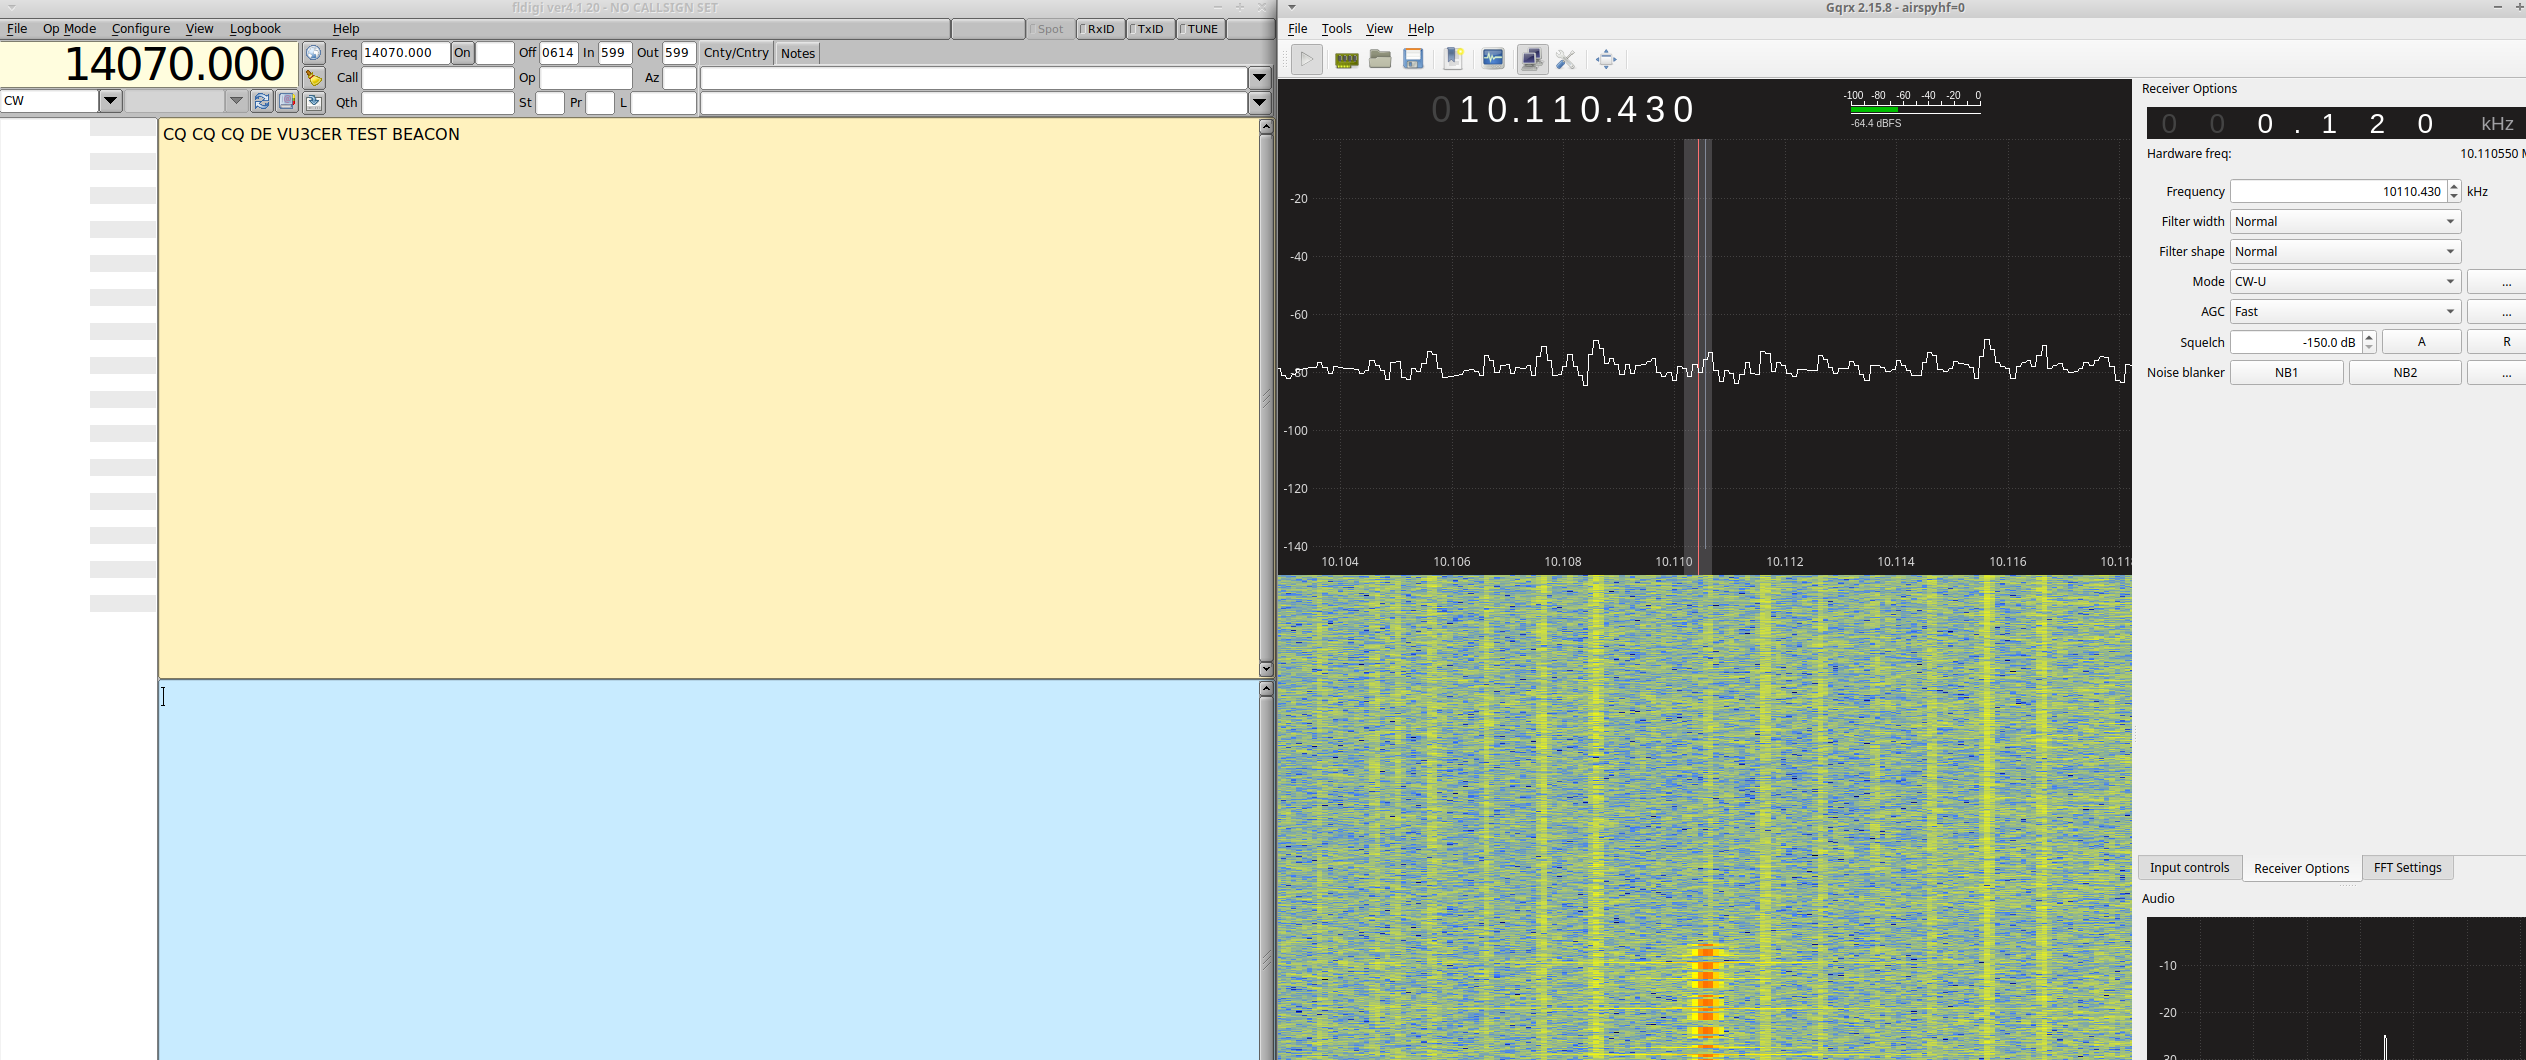 fldigi ver4.1.20 - NO CALLSIGN SET
File Op Mode Configure View Logbook Help
Spot RxID TxID TUNE
14070.000
Freq 14070.000 On Off 0614 In 599 Out 599 Cnty/Cntry Notes
Call Op Az
CW
Qth St Pr L
CQ CQ CQ DE VU3CER TEST BEACON
Gqrx 2.15.8 - airspyhf=0
File Tools View Help
010.110.430
-100 -80 -60 -40 -20 0
-64.4 dBFS
-20
-40
-60
-80
-100
-120
-140
10.104 10.106 10.108 10.110 10.112 10.114 10.116 10.118
Receiver Options
0 0 0 . 1 2 0 kHz
Hardware freq: 10.110550 M
Frequency 10110.430 kHz
Filter width Normal
Filter shape Normal
Mode CW-U ...
AGC Fast ...
Squelch -150.0 dB A R
Noise blanker NB1 NB2 ...
Input controls Receiver Options FFT Settings
Audio
-10
-20